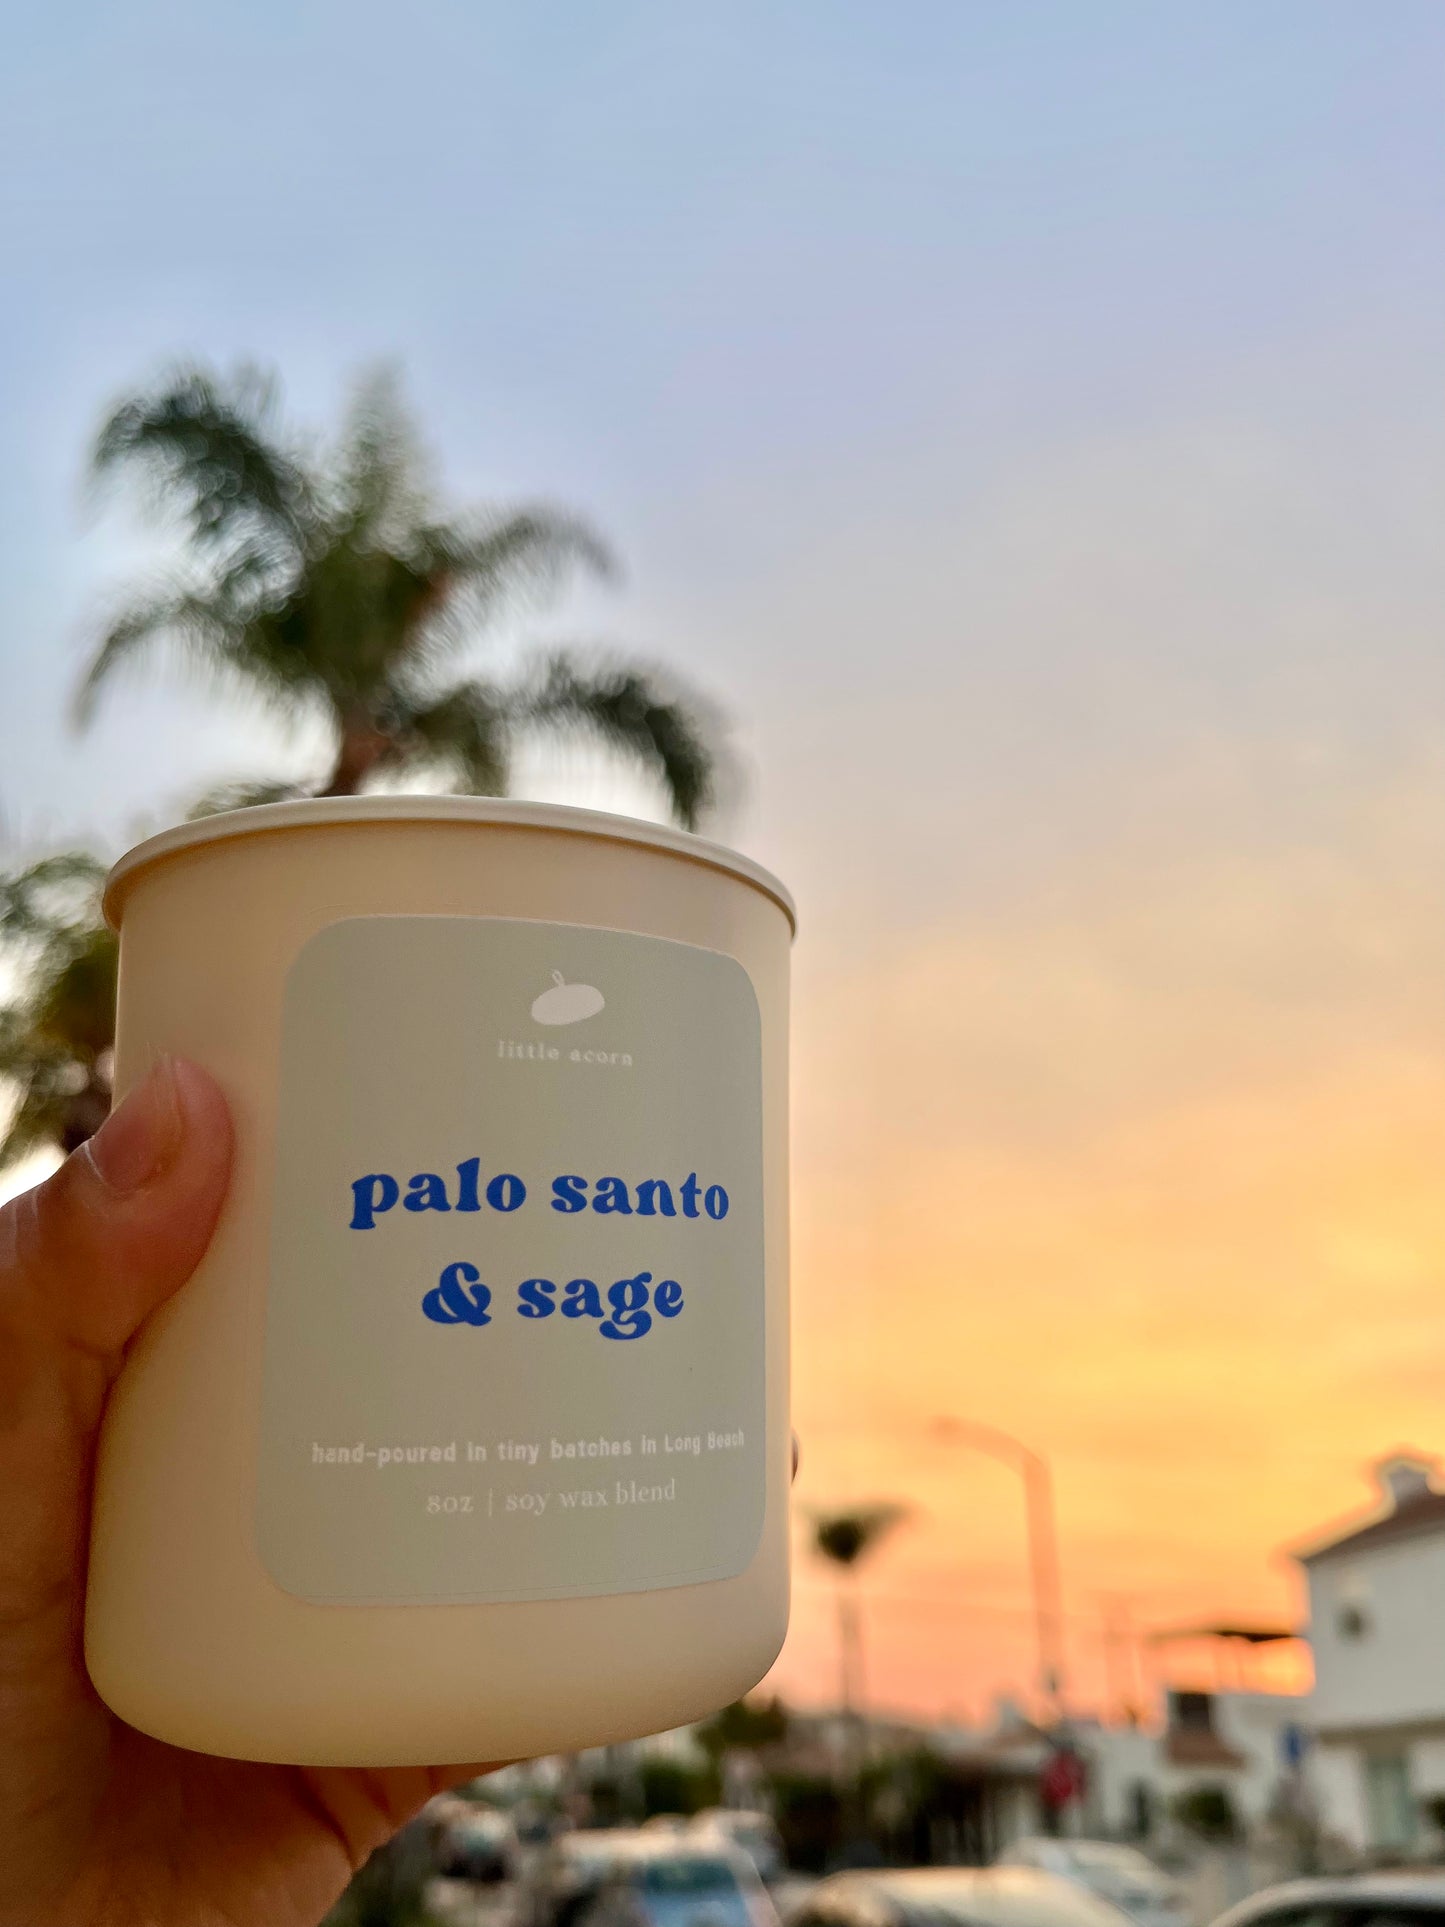 little acorn
palo santo
& sage
hand-poured in tiny batches in Long Beach
8oz | soy wax blend